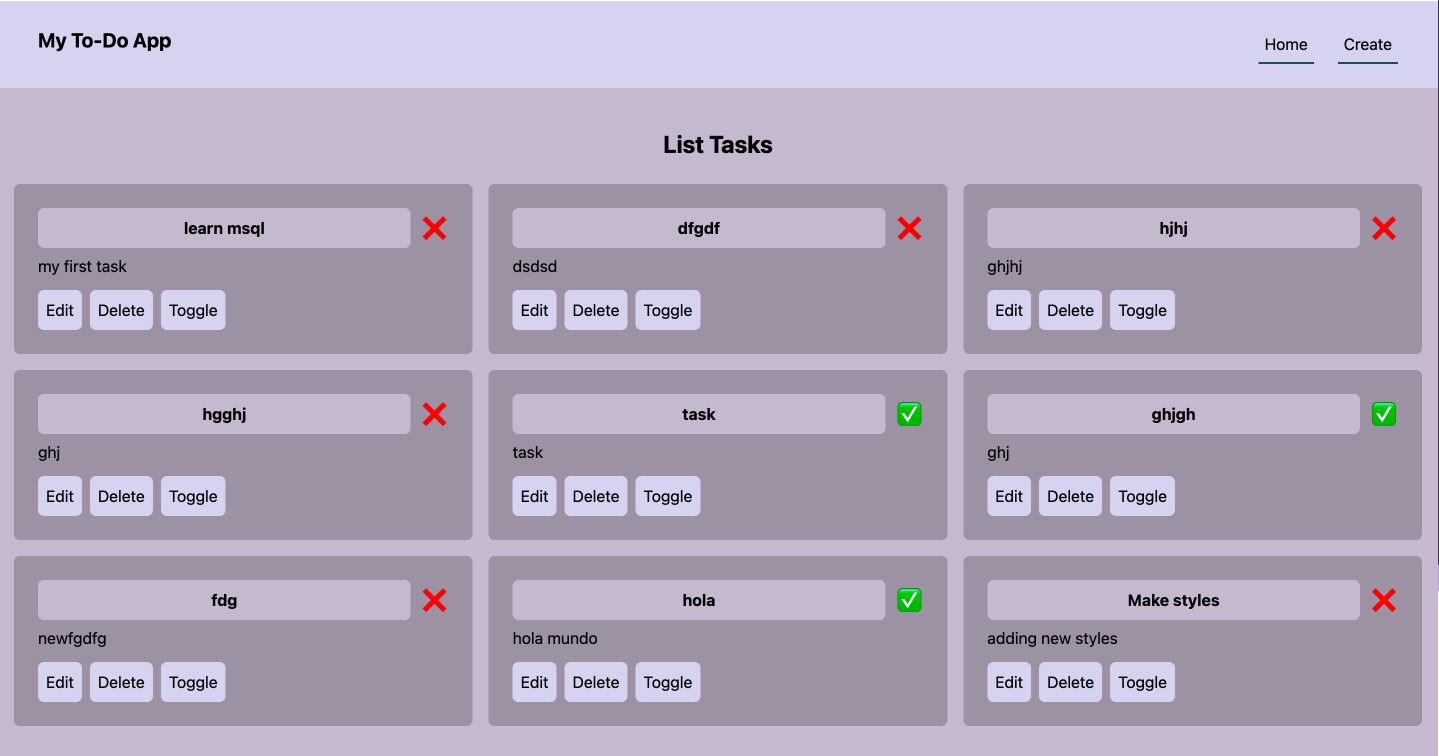 My To-Do App
Home Create
List Tasks
learn msql
my first task
Edit Delete Toggle
dfgdf
dsdsd
Edit Delete Toggle
hjhj
ghjhj
Edit Delete Toggle
hgghj
ghj
Edit Delete Toggle
task
task
Edit Delete Toggle
ghjgh
ghj
Edit Delete Toggle
fdg
newfgdfg
Edit Delete Toggle
hola
hola mundo
Edit Delete Toggle
Make styles
adding new styles
Edit Delete Toggle